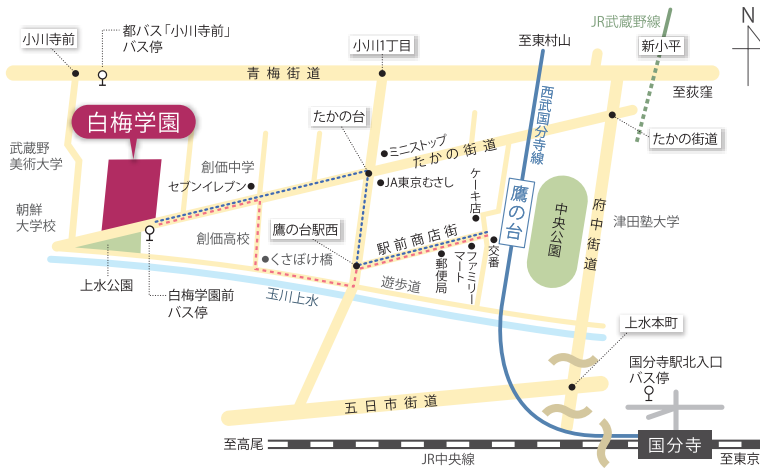 JR武蔵野線
N
小川寺前
都バス「小川寺前」
バス停
小川1丁目
至東村山
新小平
青梅街道
至荻窪
西武国分寺線
白梅学園
たかの台
ミニストップ
たかの街道
たかの街道
武蔵野
美術大学
創価中学
セブンイレブン
JA東京むさし
ケーキ店
鷹の台
中央公園
府中街道
津田塾大学
朝鮮
大学校
創価高校
鷹の台駅西
駅前商店街
交番
ファミリー
マート
郵便局
くさぼけ橋
遊歩道
上水公園
白梅学園前
バス停
玉川上水
上水本町
国分寺駅北入口
バス停
五日市街道
至高尾
JR中央線
国分寺
至東京